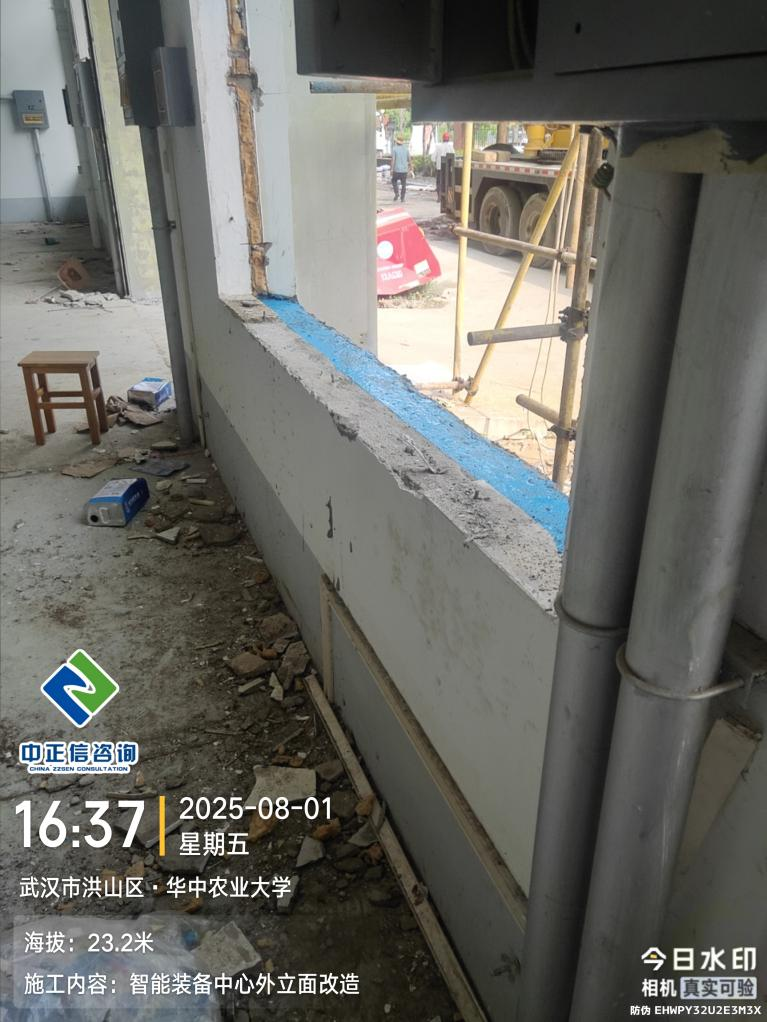 中正信咨询
CHINA ZZSEN CONSULTATION
16:37
2025-08-01
星期五
武汉市洪山区·华中农业大学
海拔：23.2米
施工内容：智能装备中心外立面改造
今日水印
相机 真实可验
防伪 EHWPY32U2E3M3X